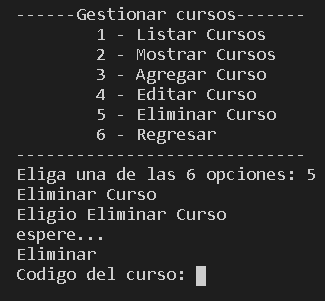 ------Gestionar cursos-------
1 - Listar Cursos
2 - Mostrar Cursos
3 - Agregar Curso
4 - Editar Curso
5 - Eliminar Curso
6 - Regresar
-----------------------------
Eliga una de las 6 opciones: 5
Eliminar Curso
Eligio Eliminar Curso
espere...
Eliminar
Codigo del curso: